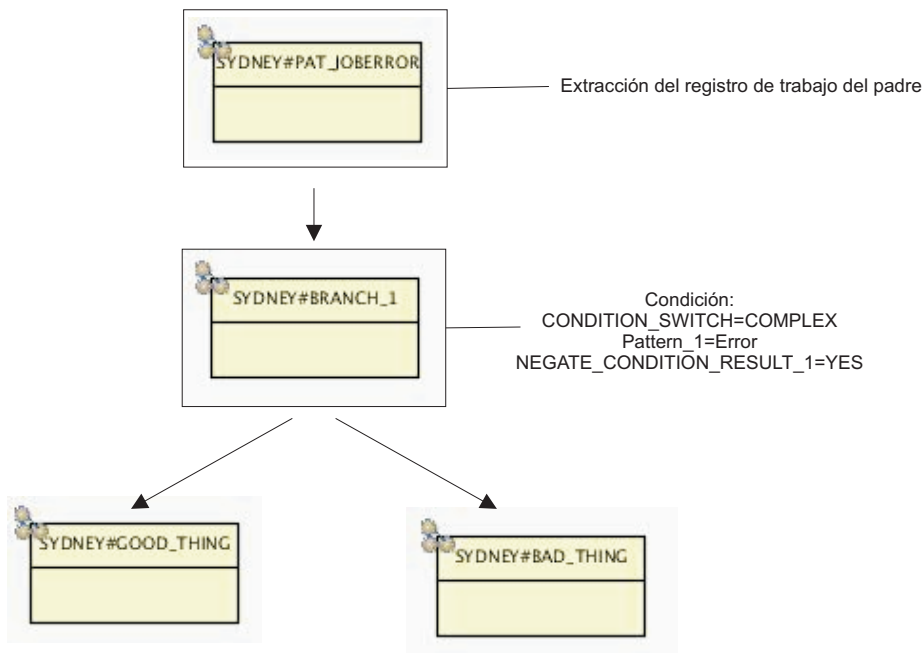 SYDNEY#PAT_JOBERROR
Extracción del registro de trabajo del padre
SYDNEY#BRANCH_1
Condición:
CONDITION_SWITCH=COMPLEX
Pattern_1=Error
NEGATE_CONDITION_RESULT_1=YES
SYDNEY#GOOD_THING
SYDNEY#BAD_THING